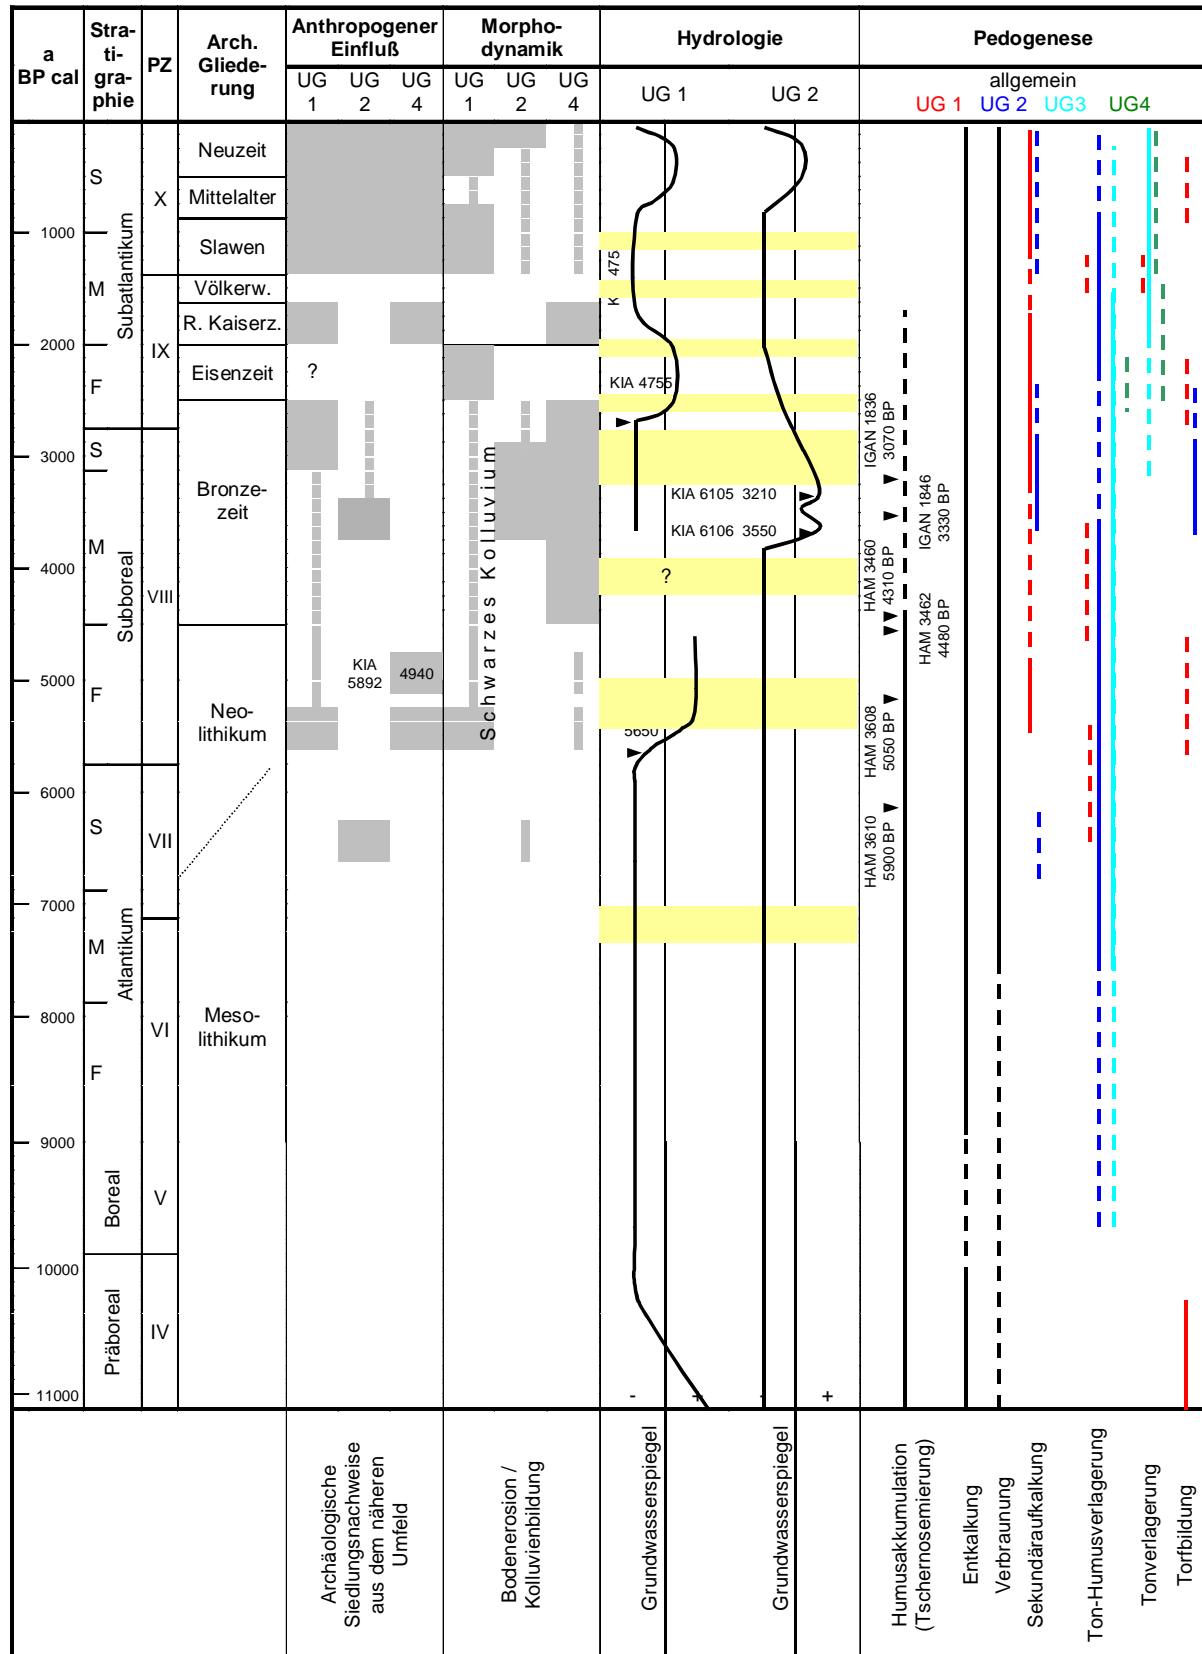 a
BP cal
Stra-
ti-
gra-
phie
PZ
Arch.
Gliede-
rung
Anthropogener
Einfluß
Morpho-
dynamik
Hydrologie
Pedogenese
UG
1
UG
2
UG
4
UG
1
UG
2
UG
4
UG 1
UG 2
allgemein
UG 1 UG 2 UG3 UG4
1000
2000
3000
4000
5000
6000
7000
8000
9000
10000
11000
S
M
F
S
M
F
S
M
F
Subatlantikum
Subboreal
Atlantikum
Boreal
Präboreal
X
IX
VIII
VII
VI
V
IV
Neuzeit
Mittelalter
Slawen
Völkerw.
R. Kaiserz.
Eisenzeit
Bronze-
zeit
Neo-
lithikum
Meso-
lithikum
?
KIA
5892
4940
Schwarzes Kolluvium
475
K
KIA 4755
KIA 6105 3210
KIA 6106 3550
?
5650
- + - +
IGAN 1836
3070 BP
IGAN 1846
3330 BP
HAM 3460
4310 BP
HAM 3462
4480 BP
HAM 3608
5050 BP
HAM 3610
5900 BP
Archäologische
Siedlungsnachweise
aus dem näheren
Umfeld
Bodenerosion /
Kolluvienbildung
Grundwasserspiegel
Grundwasserspiegel
Humusakkumulation
(Tschernosemierung)
Entkalkung
Verbraunung
Sekundäraufkalkung
Ton-Humusverlagerung
Tonverlagerung
Torfbildung